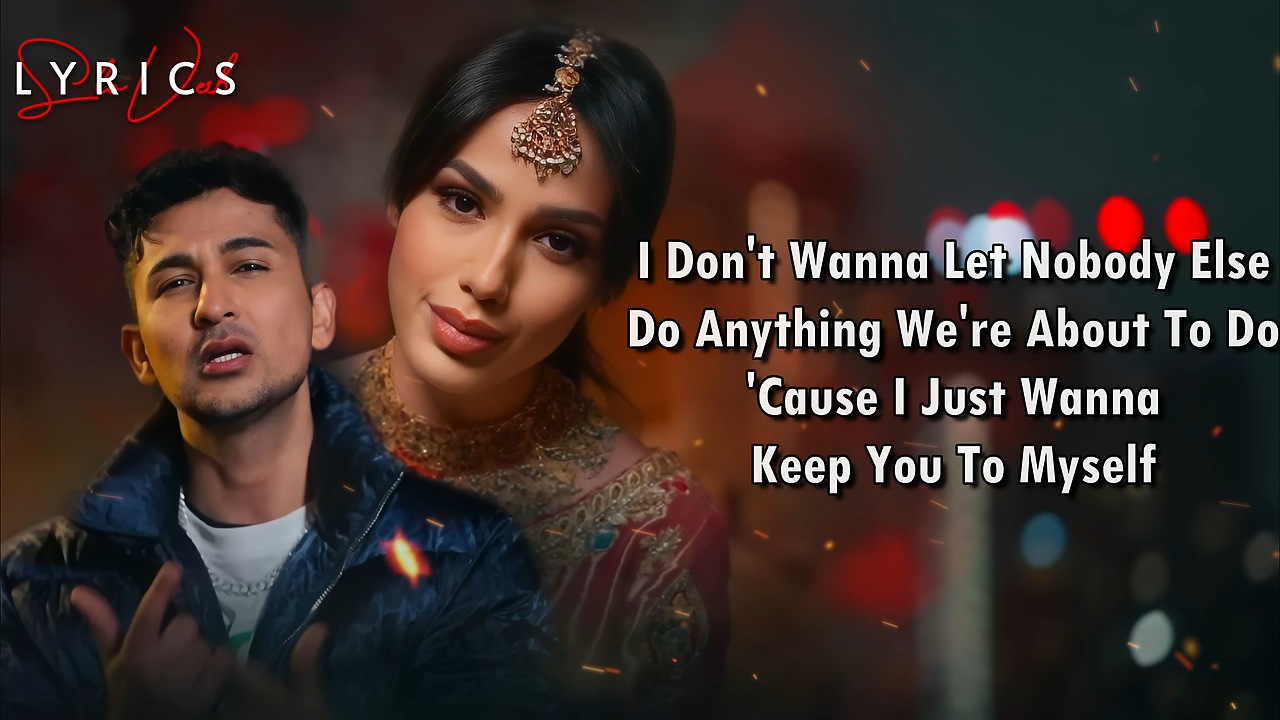 LYRICS
I Don't Wanna Let Nobody Else
Do Anything We're About To Do
'Cause I Just Wanna
Keep You To Myself